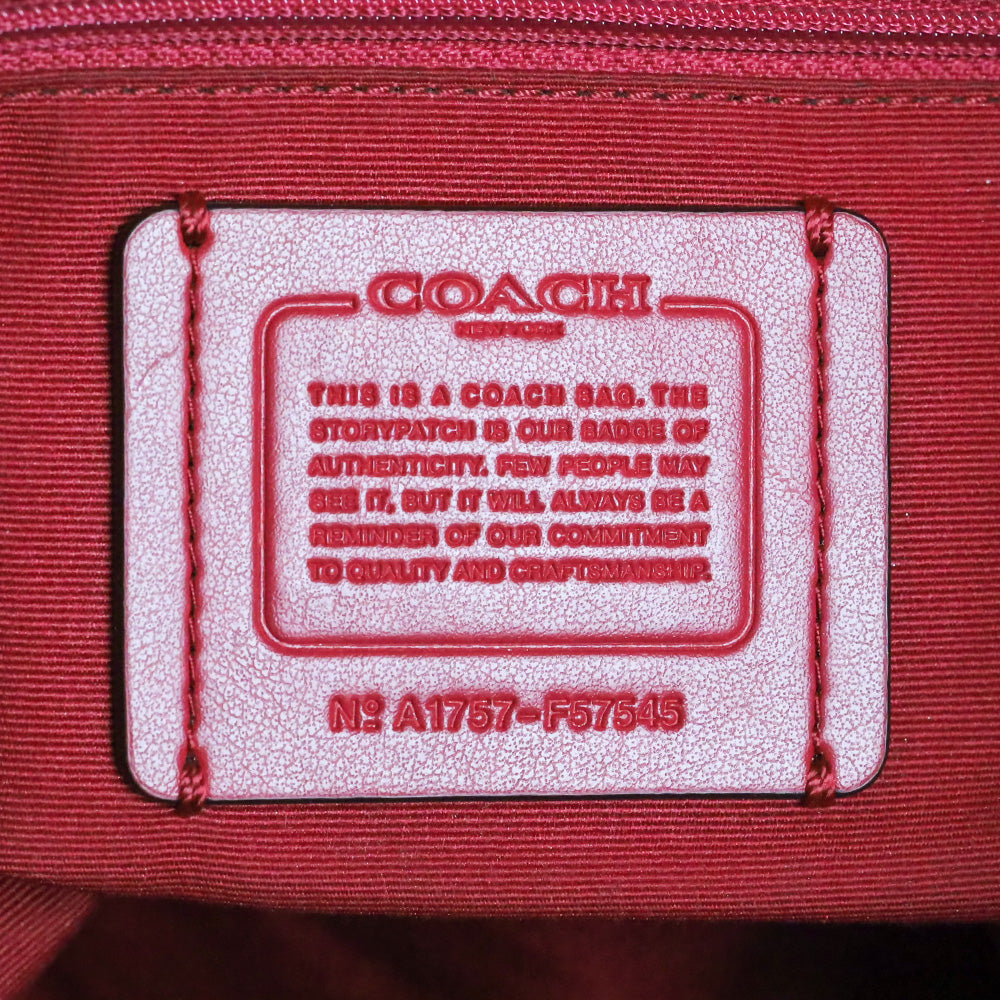 COACH
NEW YORK
THIS IS A COACH BAG. THE
STORYPATCH IS OUR BADGE OF
AUTHENTICITY. FEW PEOPLE MAY
SEE IT, BUT IT WILL ALWAYS BE A
REMINDER OF OUR COMMITMENT
TO QUALITY AND CRAFTSMANSHIP.
Nº A1757-F57545